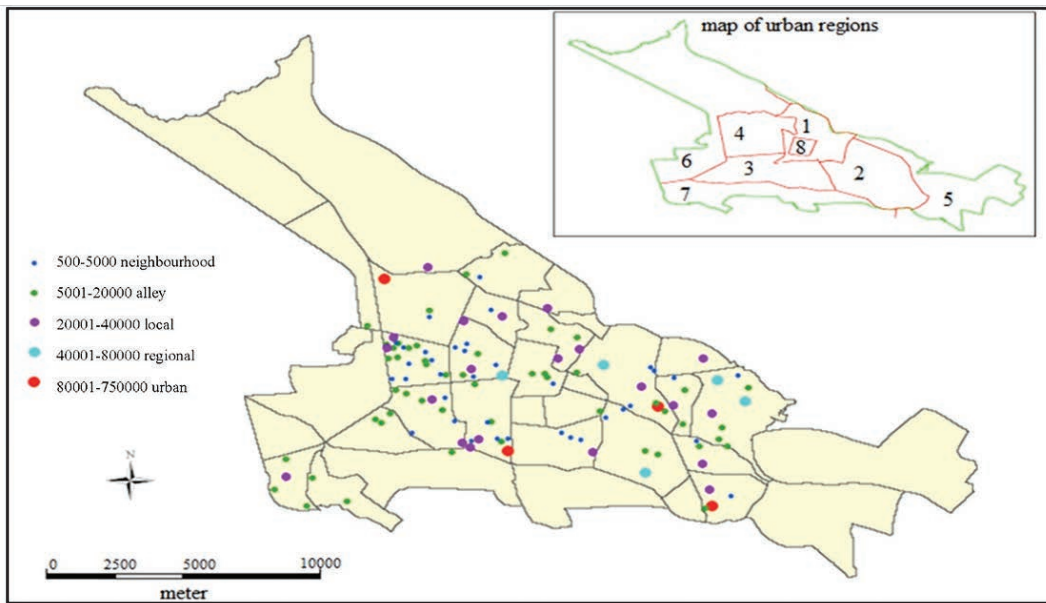 map of urban regions
1
4
8
6
3
2
7
5
500-5000 neighbourhood
5001-20000 alley
20001-40000 local
40001-80000 regional
80001-750000 urban
N
0 2500 5000 10000
meter